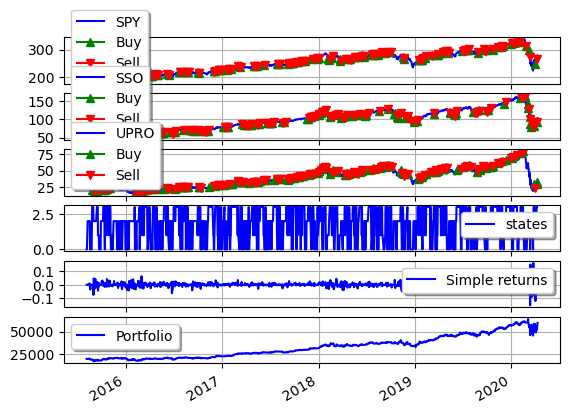 SPY
Buy
Sell
300
200
SSO
Buy
Sell
150
100
50
UPRO
Buy
Sell
75
50
25
states
2.5
0.0
Simple returns
0.1
0.0
−0.1
Portfolio
50000
25000
2016 2017 2018 2019 2020